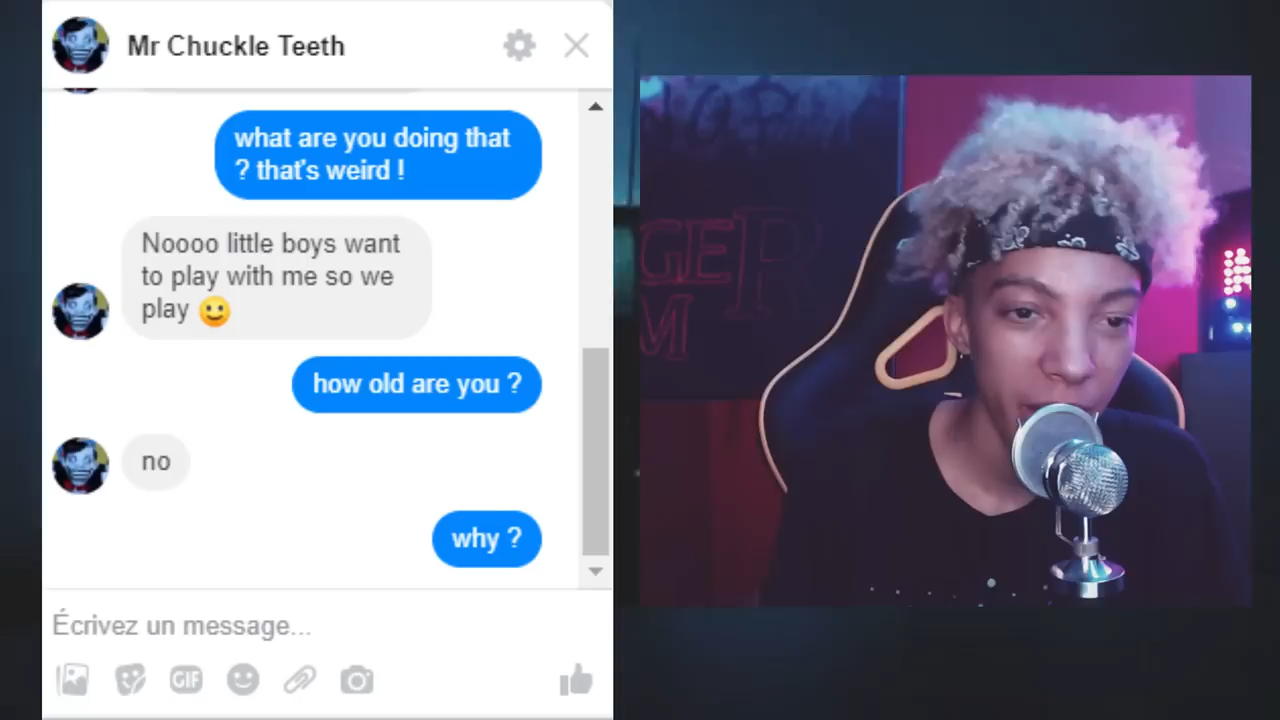 Mr Chuckle Teeth
what are you doing that
? that's weird !
Noooo little boys want
to play with me so we
play 🙂
how old are you ?
no
why ?
Écrivez un message...
GIF